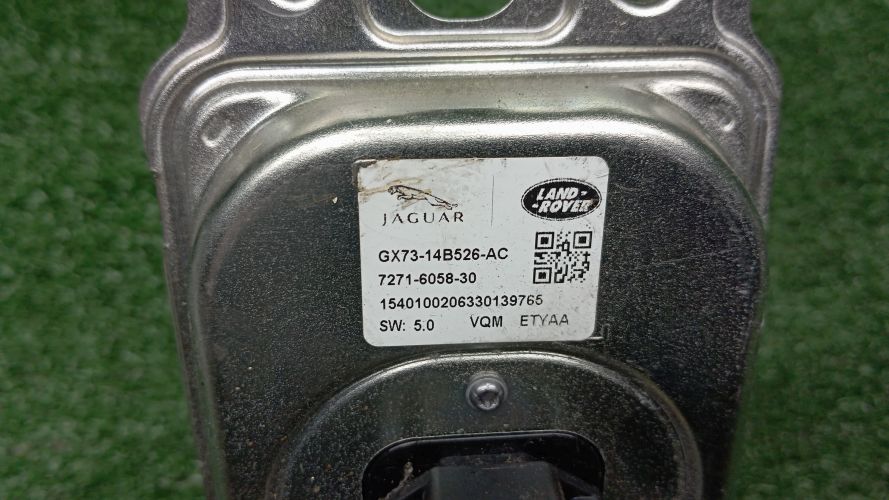 JAGUAR
LAND-
-ROVER
GX73-14B526-AC
7271-6058-30
1540100206330139765
SW: 5.0 VQM ETYAA